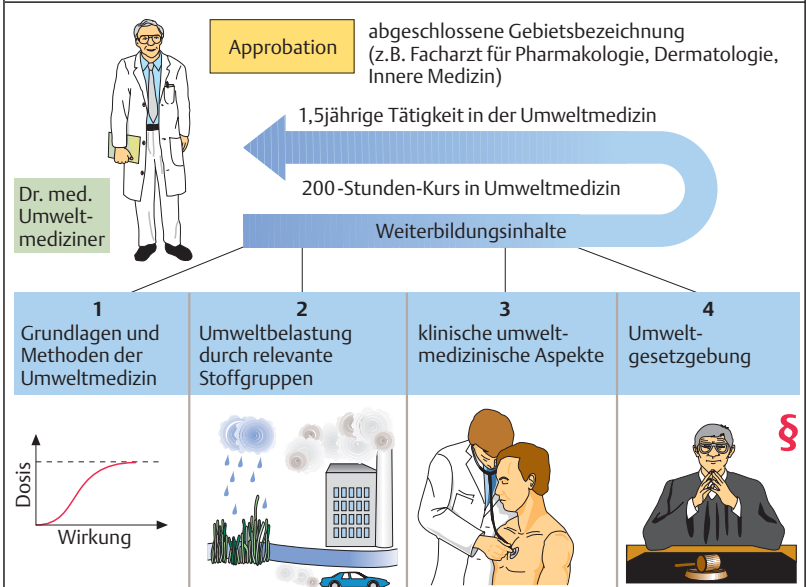 Approbation
abgeschlossene Gebietsbezeichnung
(z.B. Facharzt für Pharmakologie, Dermatologie,
Innere Medizin)
1,5jährige Tätigkeit in der Umweltmedizin
200-Stunden-Kurs in Umweltmedizin
Dr. med.
Umwelt-
mediziner
Weiterbildungsinhalte
1
Grundlagen und
Methoden der
Umweltmedizin
2
Umweltbelastung
durch relevante
Stoffgruppen
3
klinische umwelt-
medizinische Aspekte
4
Umwelt-
gesetzgebung
Dosis
Wirkung
§